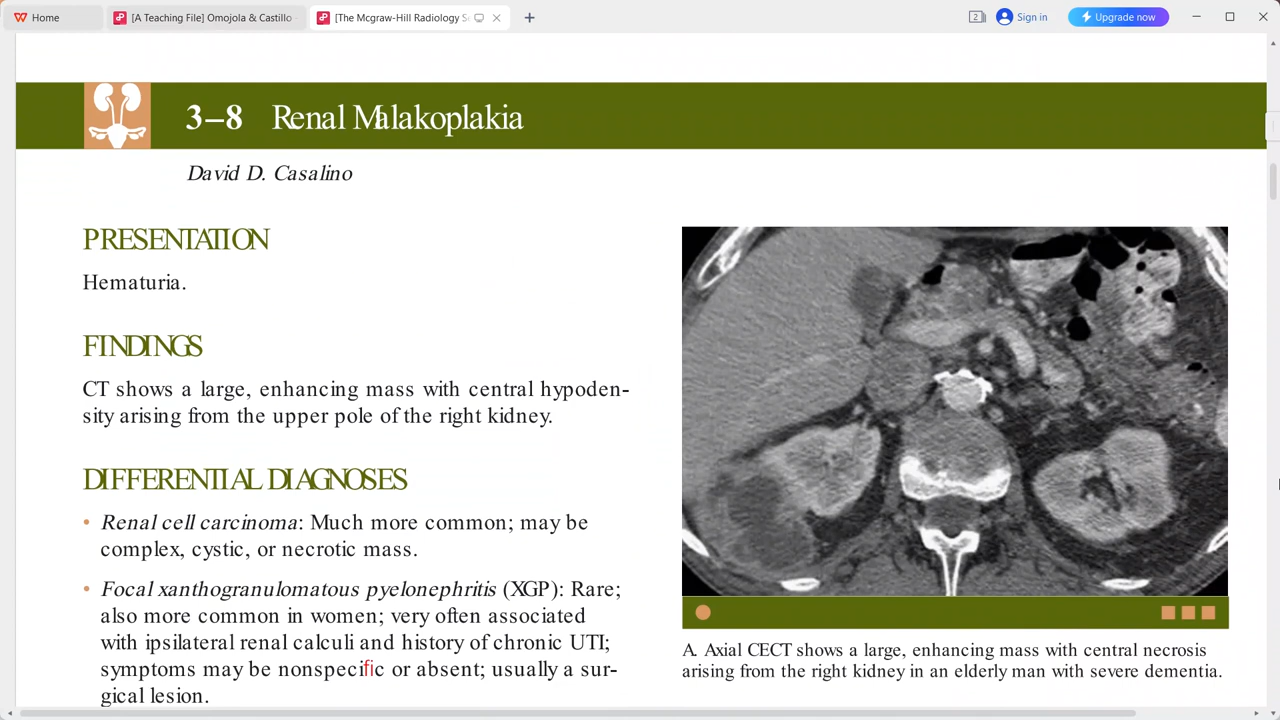 Home
[A Teaching File] Omojola & Castillo
[The Mcgraw-Hill Radiology S
2
Sign in
Upgrade now
3–8 Renal Malakoplakia
David D. Casalino
PRESENTATION
Hematuria.
FINDINGS
CT shows a large, enhancing mass with central hypoden-
sity arising from the upper pole of the right kidney.
DIFFERENTIAL DIAGNOSES
• Renal cell carcinoma: Much more common; may be
complex, cystic, or necrotic mass.
• Focal xanthogranulomatous pyelonephritis (XGP): Rare;
also more common in women; very often associated
with ipsilateral renal calculi and history of chronic UTI;
symptoms may be nonspecific or absent; usually a sur-
gical lesion.
A. Axial CECT shows a large, enhancing mass with central necrosis
arising from the right kidney in an elderly man with severe dementia.